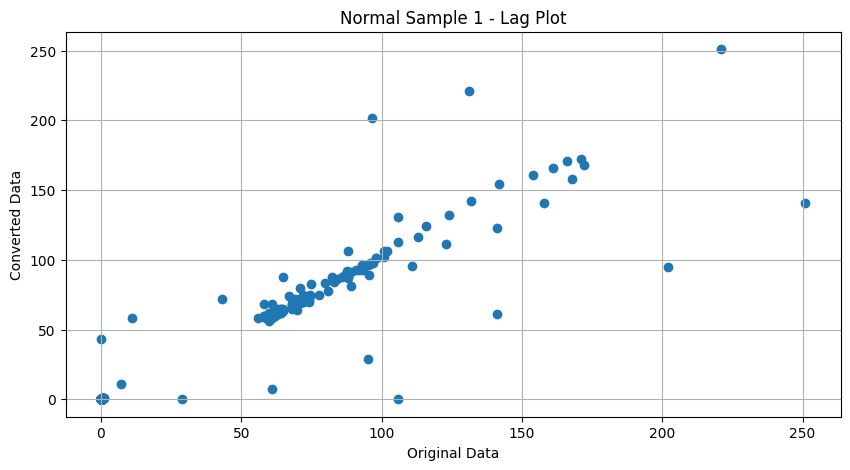 Normal Sample 1 - Lag Plot
250
200
150
100
50
0
Converted Data
0 50 100 150 200 250
Original Data